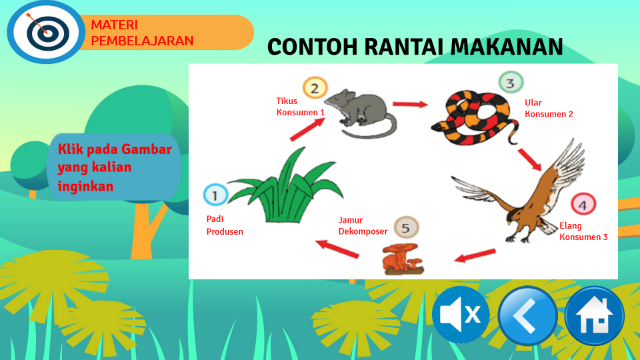 MATERI
PEMBELAJARAN
CONTOH RANTAI MAKANAN
Klik pada Gambar
yang kalian
inginkan
1
Padi
Produsen
2
Tikus
Konsumen 1
3
Ular
Konsumen 2
4
Elang
Konsumen 3
5
Jamur
Dekomposer